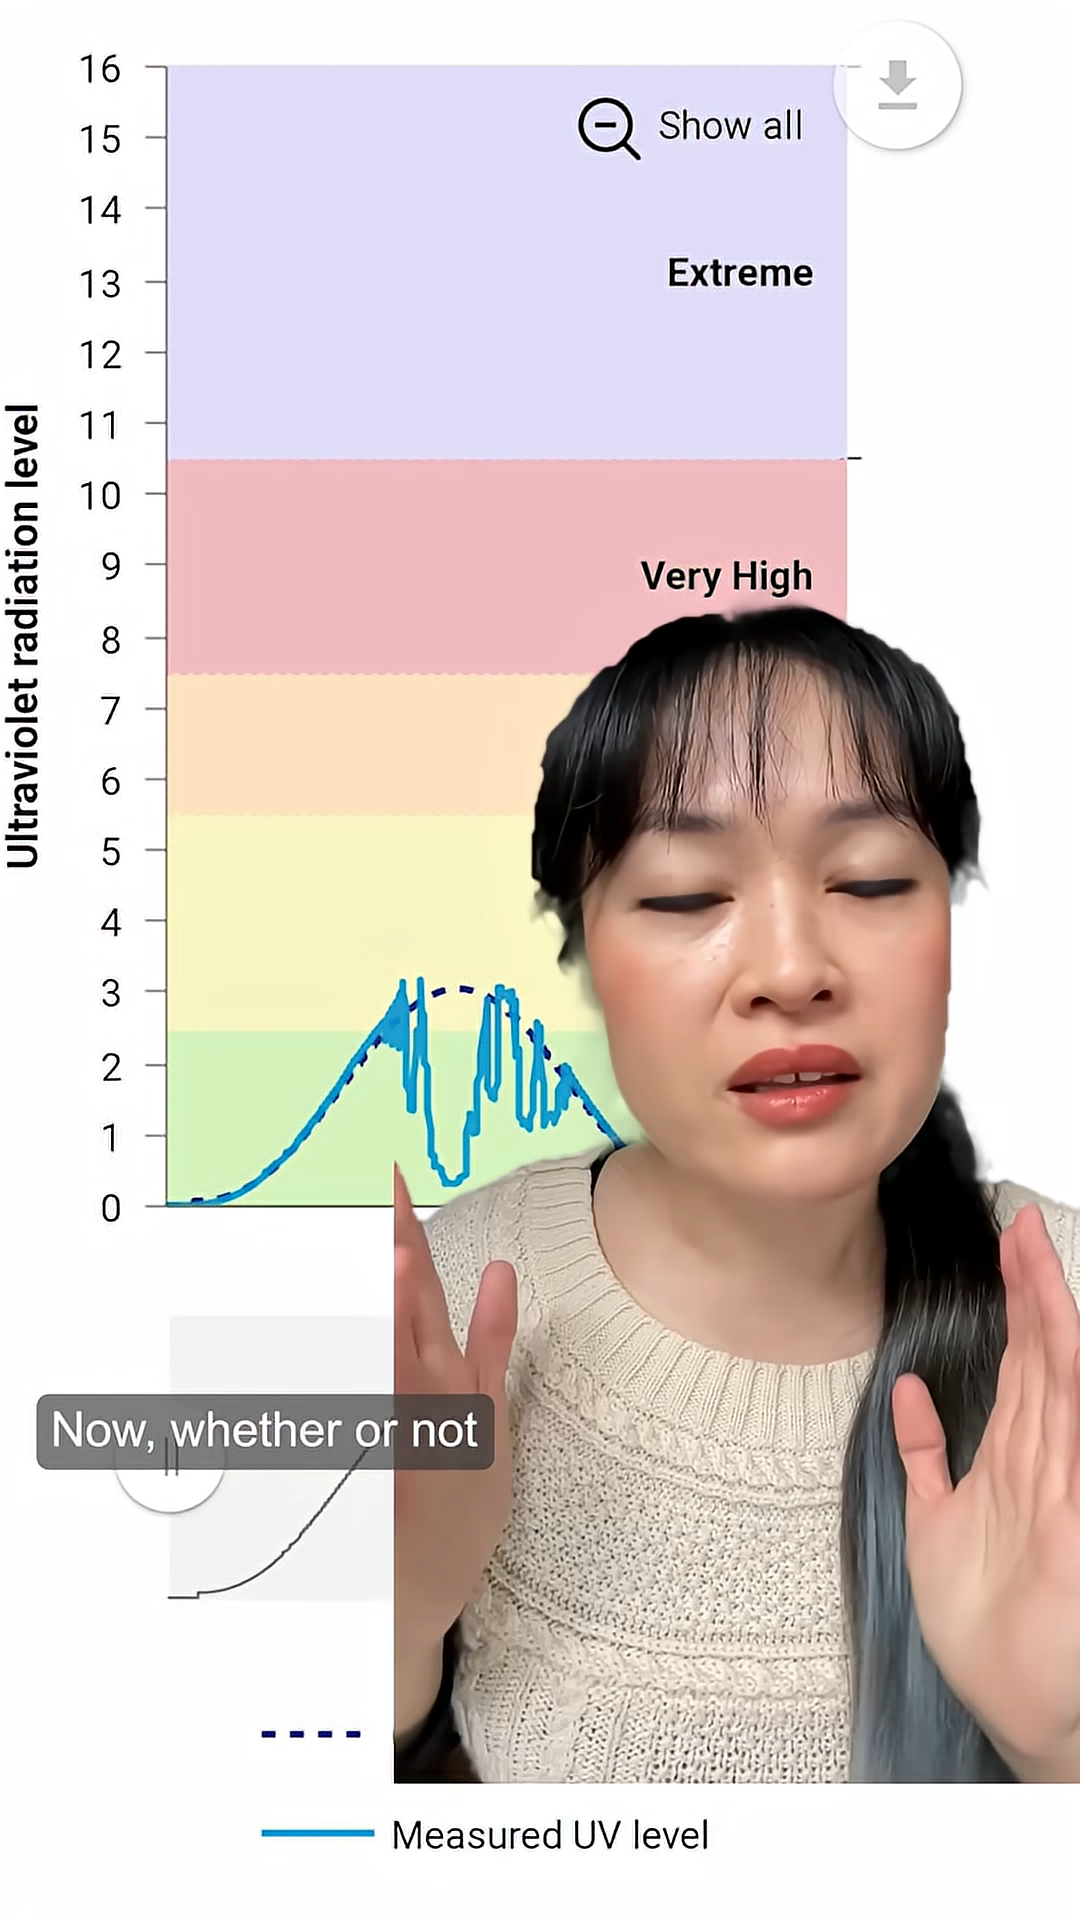 16
Show all
15
14
Extreme
13
12
11
10
9
Very High
8
7
6
5
4
3
2
1
0
Ultraviolet radiation level
Now, whether or not
Measured UV level